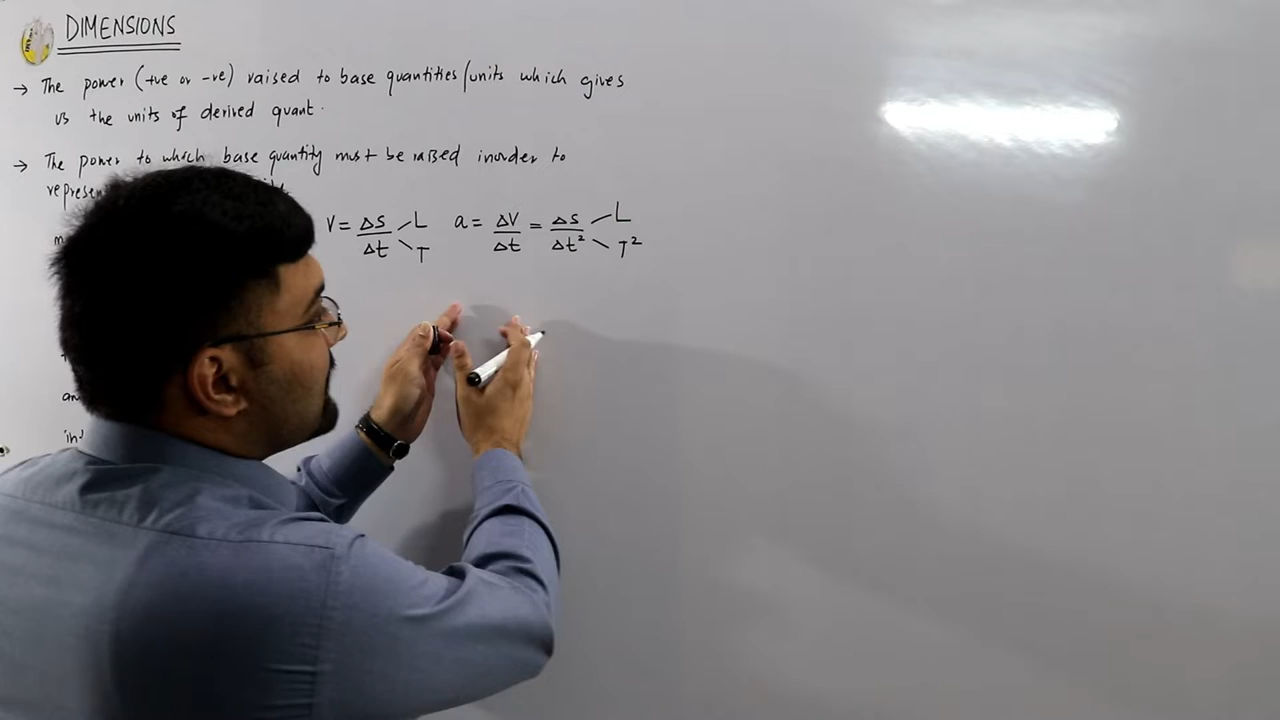 DIMENSIONS
→ The power (+ve or -ve) raised to base quantities/units which gives
us the units of derived quant.
→ The power to which base quantity must be raised inorder to
V = Δs/Δt L T a = ΔV/Δt = Δs/Δt² L T²